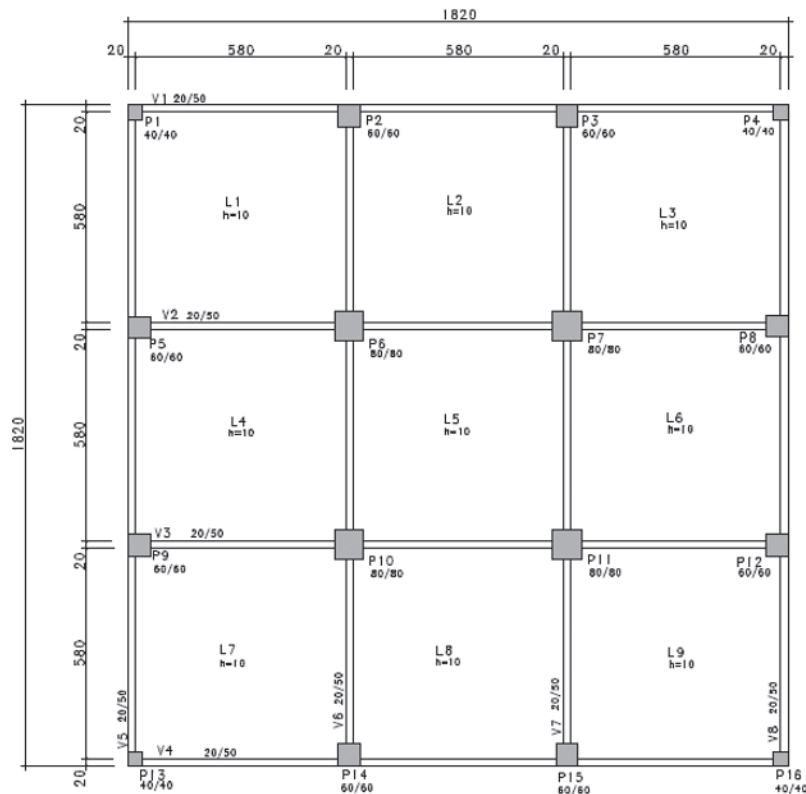 1820
20 580 20 580 20 580 20
V1 20/50
20
P1
40/40
P2
60/60
P3
60/60
P4
40/40
580
L1
h=10
L2
h=10
L3
h=10
V2 20/50
20
P5
60/60
P6
80/80
P7
80/80
P8
60/60
1820
580
L4
h=10
L5
h=10
L6
h=10
V3 20/50
20
P9
60/60
P10
80/80
P11
80/80
P12
60/60
580
L7
h=10
L8
h=10
L9
h=10
V5 20/50
V6 20/50
V7 20/50
V8 20/50
V4 20/50
20
P13
40/40
P14
60/60
P15
60/60
P16
40/40